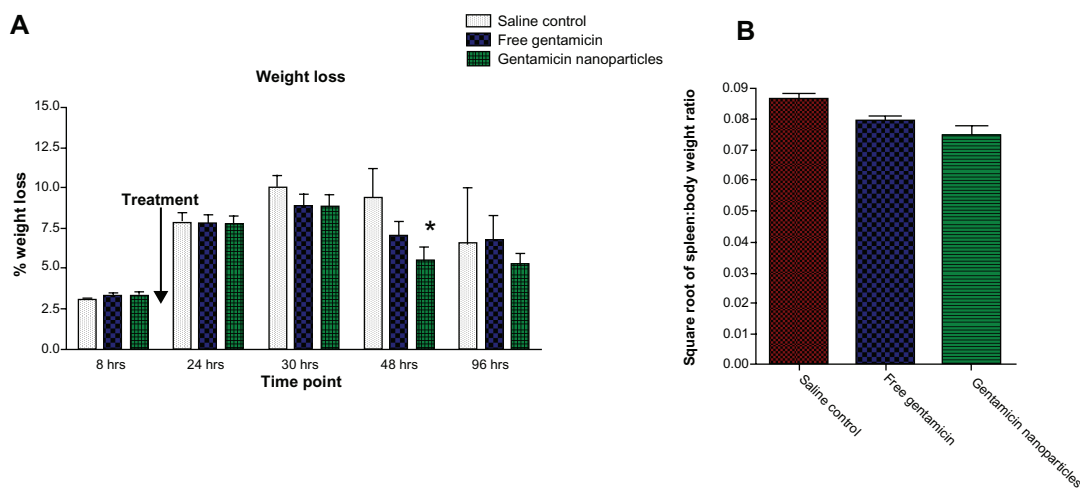 A
Saline control
Free gentamicin
Gentamicin nanoparticles
Weight loss
% weight loss
15.0
12.5
10.0
7.5
5.0
2.5
0.0
Treatment
*
8 hrs
24 hrs
30 hrs
48 hrs
96 hrs
Time point
B
Square root of spleen:body weight ratio
0.09
0.08
0.07
0.06
0.05
0.04
0.03
0.02
0.01
0.00
Saline control
Free gentamicin
Gentamicin nanoparticles